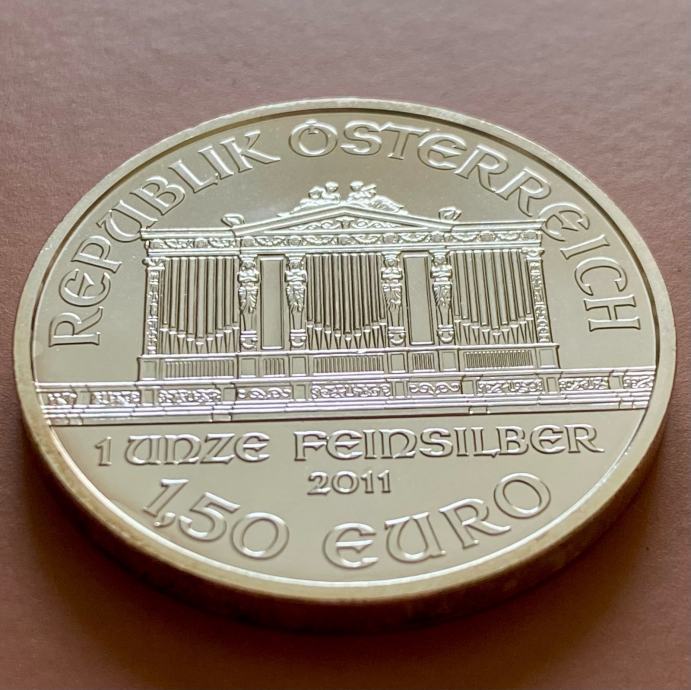 REPUBLIK ÖSTERREICH
1 UNZE FEINSILBER
2011
1,50 EURO